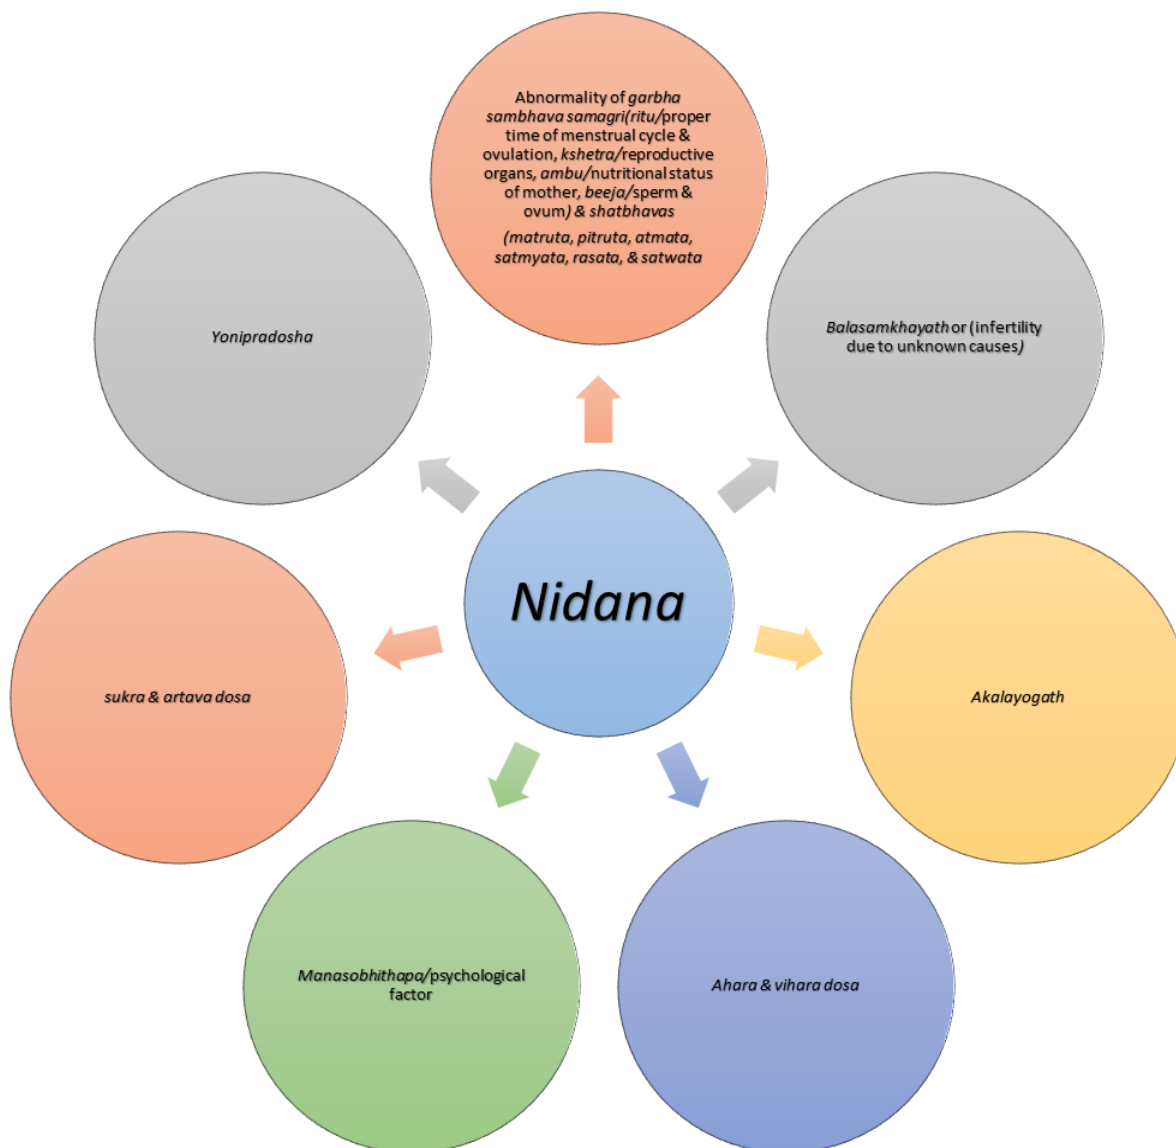 Abnormality of garbha
sambhava samagri(ritu/proper
time of menstrual cycle &
ovulation, kshetra/reproductive
organs, ambu/nutritional status
of mother, beeja/sperm &
ovum) & shatbhavas
(matruta, pitruta, atmata,
satmyata, rasata, & satwata
Yonipradosha
Balasamkhayath or (infertility
due to unknown causes)
Nidana
sukra & artava dosa
Akalayogath
Manasobhithapa/psychological
factor
Ahara & vihara dosa